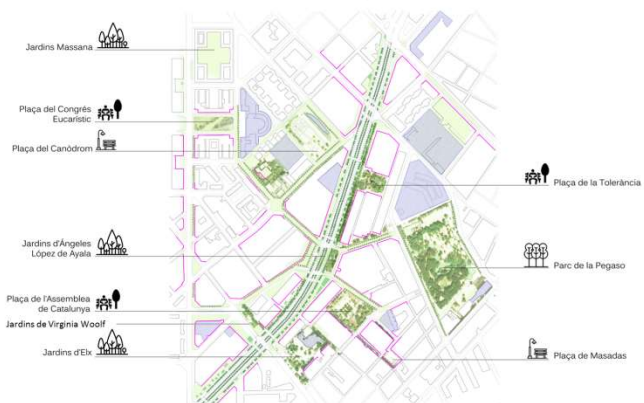 Jardins Massana
Plaça del Congrés
Eucarístic
Plaça del Canòdrom
Jardins d'Àngeles
López de Ayala
Plaça de l'Assemblea
de Catalunya
Jardins de Virginia Woolf
Jardins d'Elx
Plaça de la Tolerància
Parc de la Pegaso
Plaça de Masadas